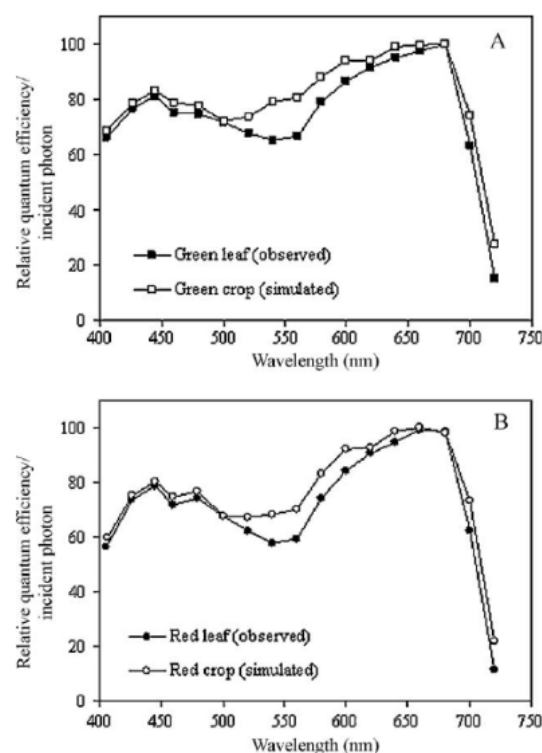 A
Relative quantum efficiency/
incident photon
100
80
60
40
20
0
Green leaf (observed)
Green crop (simulated)
400 450 500 550 600 650 700 750
Wavelength (nm)
B
Relative quantum efficiency/
incident photon
100
80
60
40
20
0
Red leaf (observed)
Red crop (simulated)
400 450 500 550 600 650 700 750
Wavelength (nm)